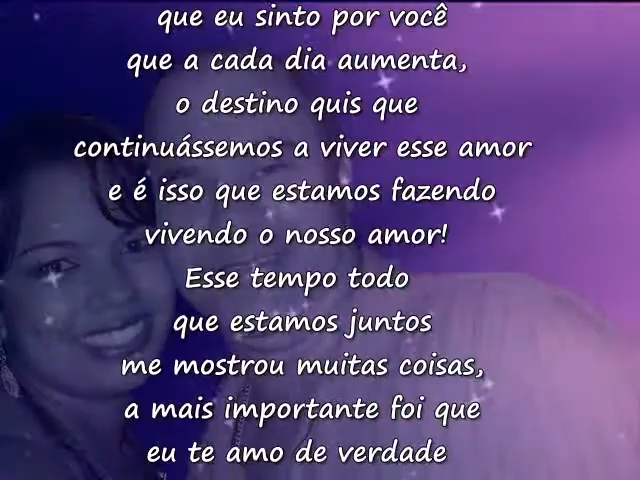 que eu sinto por você
que a cada dia aumenta,
o destino quis que
continuássemos a viver esse amor
e é isso que estamos fazendo
vivendo o nosso amor!
Esse tempo todo
que estamos juntos
me mostrou muitas coisas,
a mais importante foi que
eu te amo de verdade